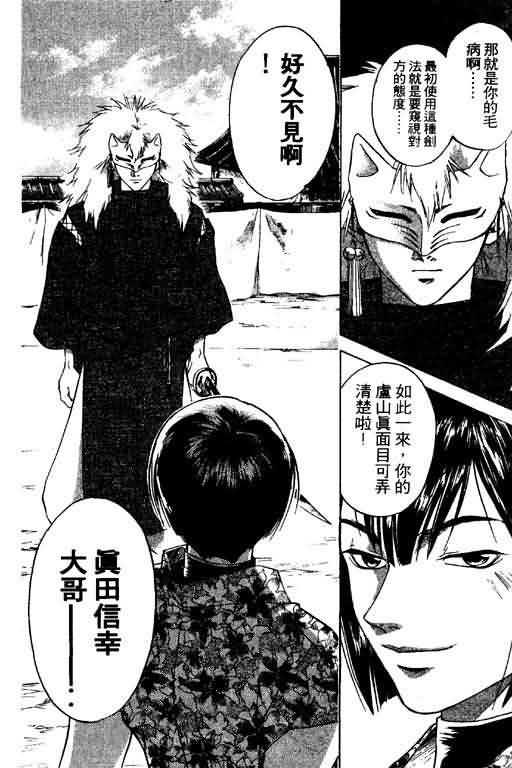 那就是你的毛
病啊……
最初使用這種劍
法就是要窺視對
方的態度……
如此一來，你的
盧山眞面目可弄
清楚啦！
好久不見啊
！
眞田信幸
大哥——．